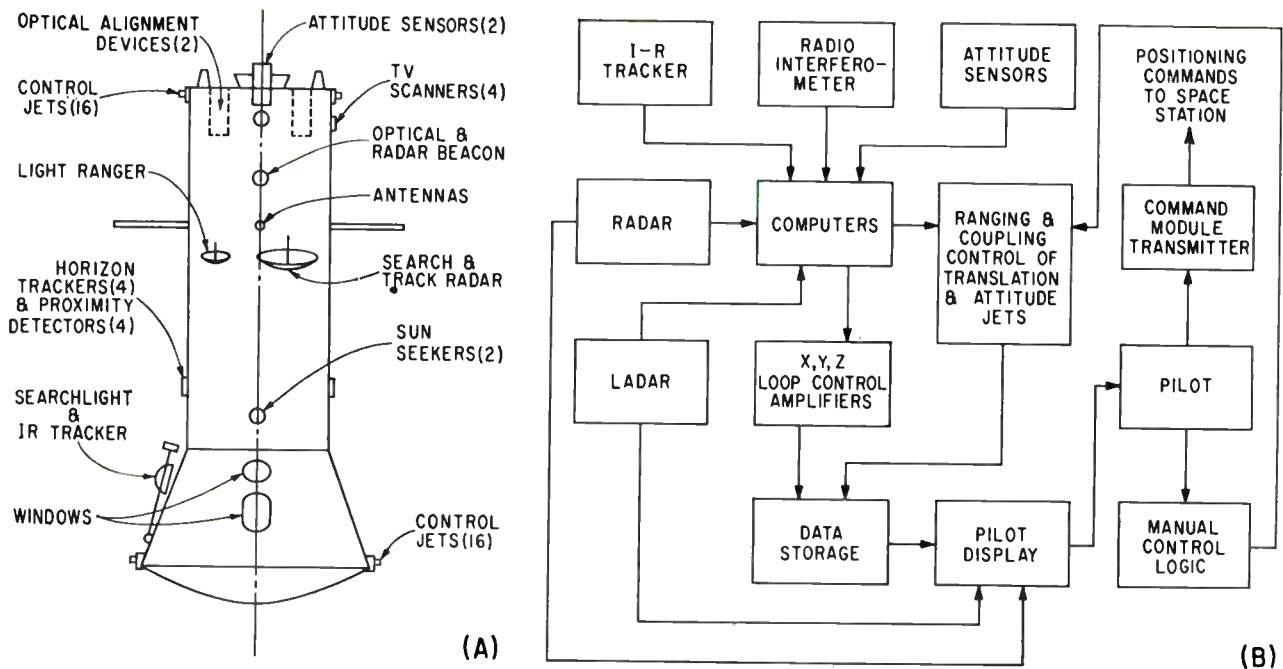 OPTICAL ALIGNMENT
DEVICES(2)
ATTITUDE SENSORS(2)
CONTROL
JETS(16)
TV
SCANNERS(4)
OPTICAL &
RADAR BEACON
LIGHT RANGER
ANTENNAS
HORIZON
TRACKERS(4)
& PROXIMITY
DETECTORS(4)
SEARCH &
TRACK RADAR
SUN
SEEKERS(2)
SEARCHLIGHT
&
IR TRACKER
WINDOWS
CONTROL
JETS(16)
(A)
I-R
TRACKER
RADIO
INTERFERO-
METER
ATTITUDE
SENSORS
POSITIONING
COMMANDS
TO SPACE
STATION
RADAR
COMPUTERS
RANGING &
COUPLING
CONTROL OF
TRANSLATION
& ATTITUDE
JETS
COMMAND
MODULE
TRANSMITTER
LADAR
X,Y,Z
LOOP CONTROL
AMPLIFIERS
PILOT
DATA
STORAGE
PILOT
DISPLAY
MANUAL
CONTROL
LOGIC
(B)